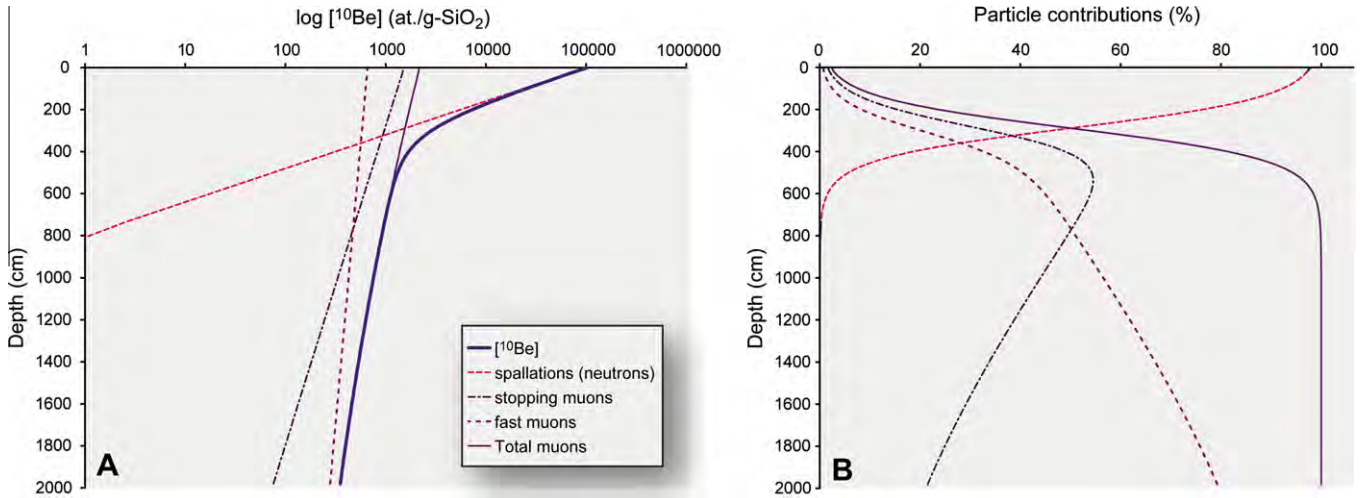 log [¹⁰Be] (at./g-SiO₂)
1 10 100 1000 10000 100000 1000000
0
200
400
600
800
1000
1200
1400
1600
1800
2000
Depth (cm)
[¹⁰Be]
spallations (neutrons)
stopping muons
fast muons
Total muons
A
Particle contributions (%)
0 20 40 60 80 100
0
200
400
600
800
1000
1200
1400
1600
1800
2000
Depth (cm)
B